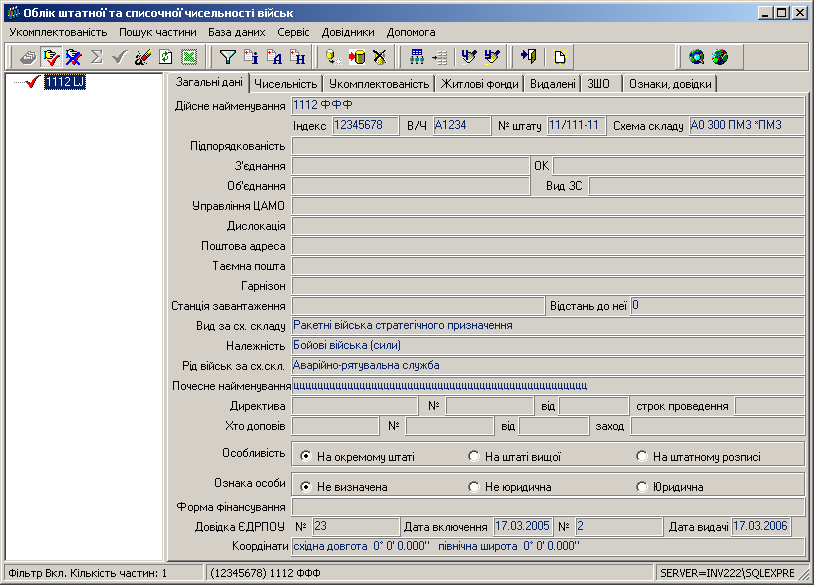 Облік штатної та списочної чисельності військ
Укомплектованість Пошук частини База даних Сервіс Довідники Допомога
1112 LJ
Загальні дані Чисельність Укомплектованість Житлові фонди Видалені ЗШО Ознаки, довідки
Дійсне найменування 1112 ФФФ
Індекс 12345678 В/Ч А1234 № штату 11/111-11 Схема складу А0 300 ПМЗ *ПМЗ
Підпорядкованість
З'єднання ОК
Об'єднання Вид ЗС
Управління ЦАМО
Дислокація
Поштова адреса
Таємна пошта
Гарнізон
Станція завантаження Відстань до неї 0
Вид за сх. складу Ракетні війська стратегічного призначення
Належність Бойові війська (сили)
Рід військ за сх.скл. Аварійно-рятувальна служба
Почесне найменування
Директива № від строк проведення
Хто доповів № від заход
Особливість На окремому штаті На штаті вищої На штатному розписі
Ознака особи Не визначена Не юридична Юридична
Форма фінансування
Довідка ЄДРПОУ № 23 Дата включення 17.03.2005 № 2 Дата видачі 17.03.2006
Координати східна довгота 0° 0' 0.000'' північна широта 0° 0' 0.000''
Фільтр Вкл. Кількість частин: 1 (12345678) 1112 ФФФ SERVER=INV222\SQLEXPRE